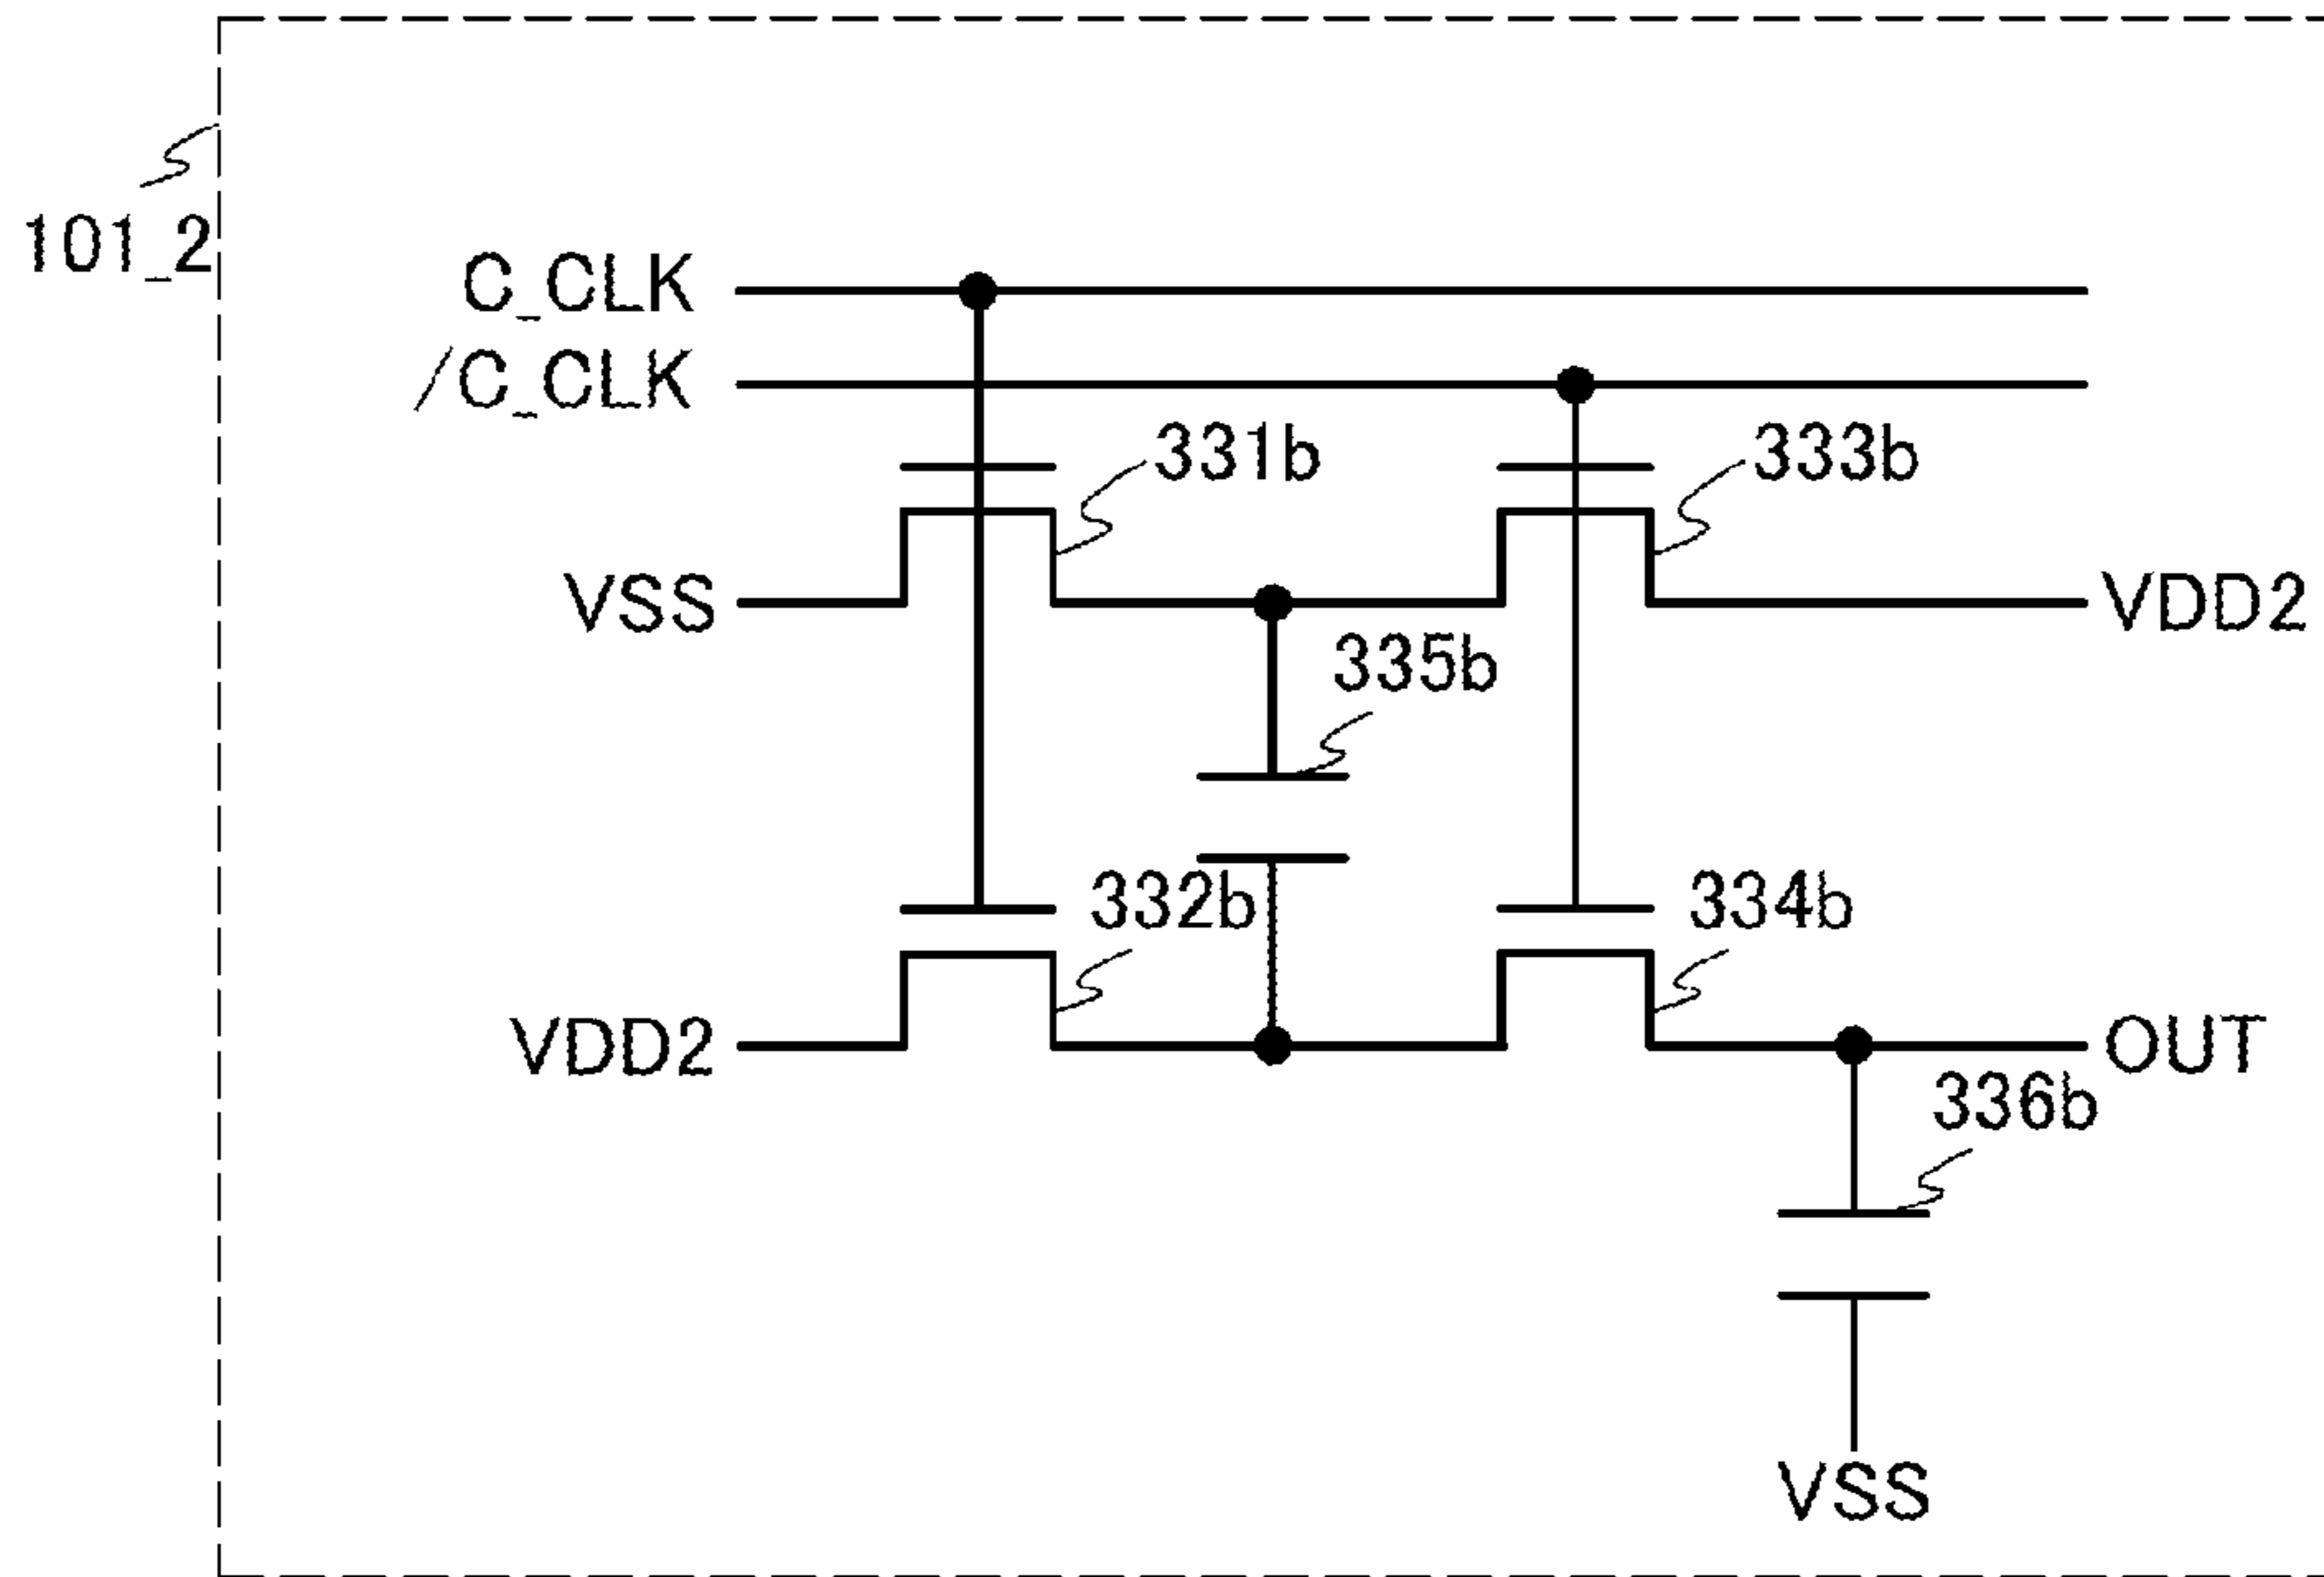 101_2
C_CLK
/C_CLK
331b
333b
VSS
VDD2
335b
332b
334b
VDD2
OUT
336b
VSS